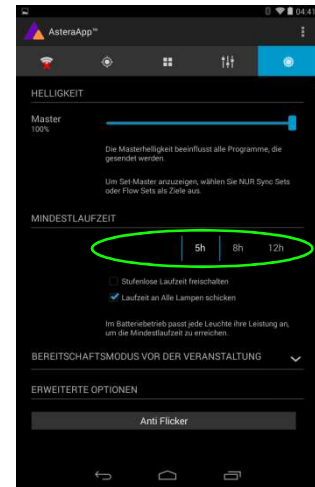 04:41
AsteraApp™
HELLIGKEIT
Master
100%
Die Masterhelligkeit beeinflusst alle Programme, die
gesendet werden.
Um Set-Master anzuzeigen, wählen Sie NUR Sync Sets
oder Flow Sets als Ziele aus.
MINDESTLAUFZEIT
5h 8h 12h
Stufenlose Laufzeit freischalten
Laufzeit an Alle Lampen schicken
Im Batteriebetrieb passt jede Leuchte ihre Leistung an,
um die Mindestlaufzeit zu erreichen.
BEREITSCHAFTSMODUS VOR DER VERANSTALTUNG
ERWEITERTE OPTIONEN
Anti Flicker